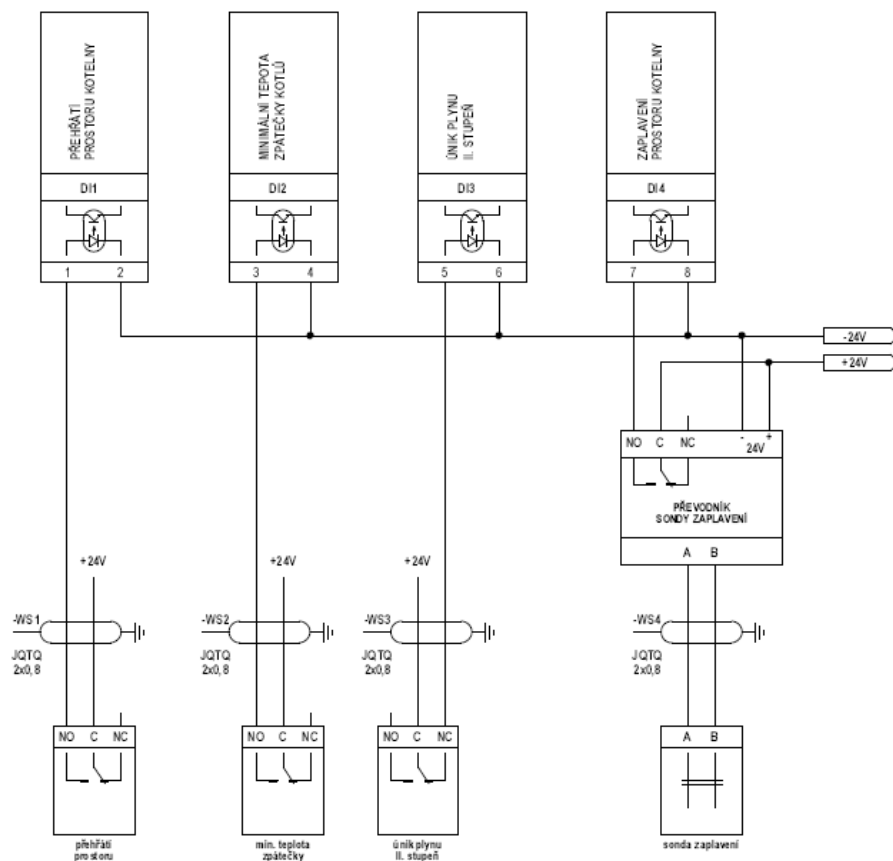 PŘEHŘÁTÍ
PROSTORU KOTELNY
MINIMÁLNÍ TEPOTA
ZPÁTEČKY KOTLŮ
ÚNIK PLYNU
II. STUPEŇ
ZAPLAVENÍ
PROSTORU KOTELNY
DI1
DI2
DI3
DI4
1 2
3 4
5 6
7 8
-24V
+24V
NO C NC - +
24V
PŘEVODNÍK
SONDY ZAPLAVENÍ
A B
+24V
+24V
+24V
-WS1
-WS2
-WS3
-WS4
JQTQ
2x0,8
JQTQ
2x0,8
JQTQ
2x0,8
JQTQ
2x0,8
NO C NC
NO C NC
NO C NC
A B
přehřátí
prostoru
min. teplota
zpátečky
únik plynu
II. stupeň
sonda zaplavení